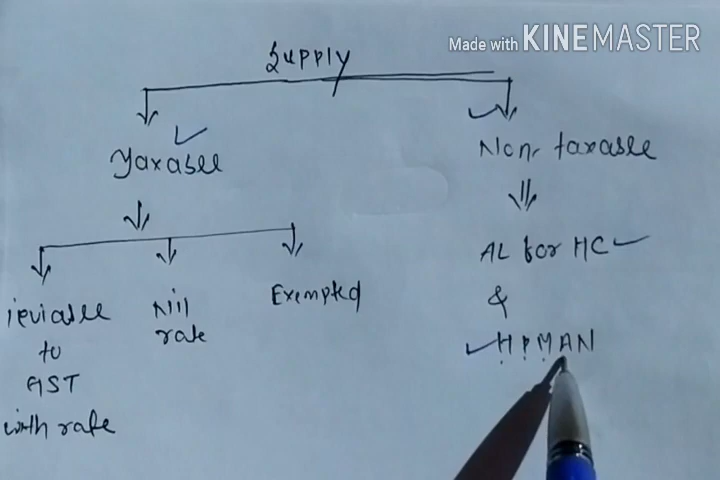 Made with KINEMASTER
Supply
Taxable
Non-taxable
leviable
to
GST
with rate
Nil
rate
Exempted
AL for HC
&
HPMAN